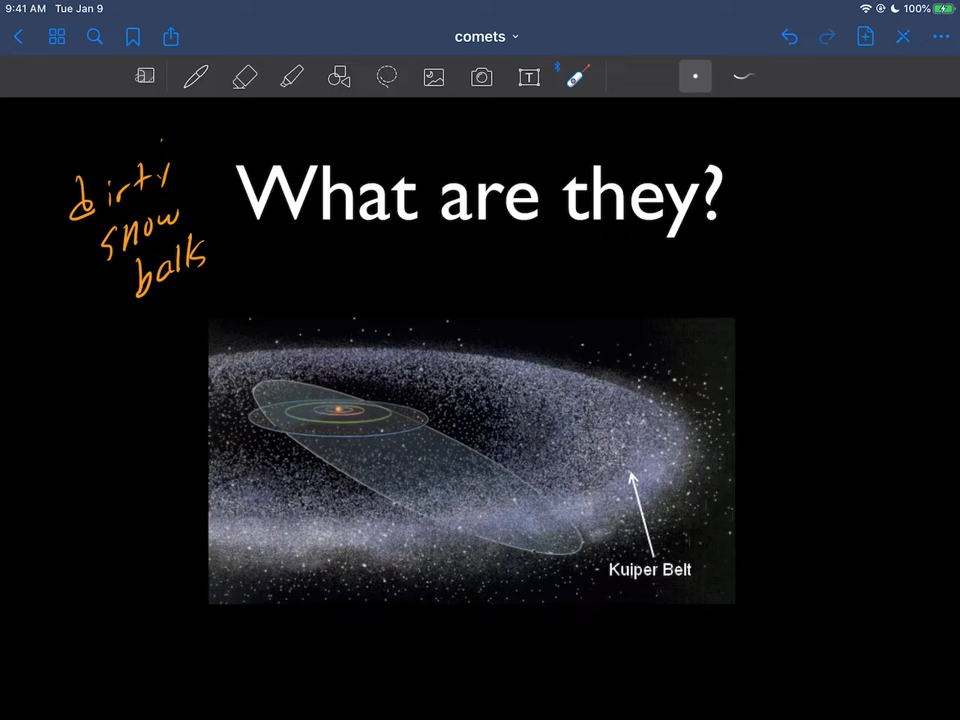 9:41 AM Tue Jan 9
100%
comets
T
What are they?
dirty
snow
balls
Kuiper Belt